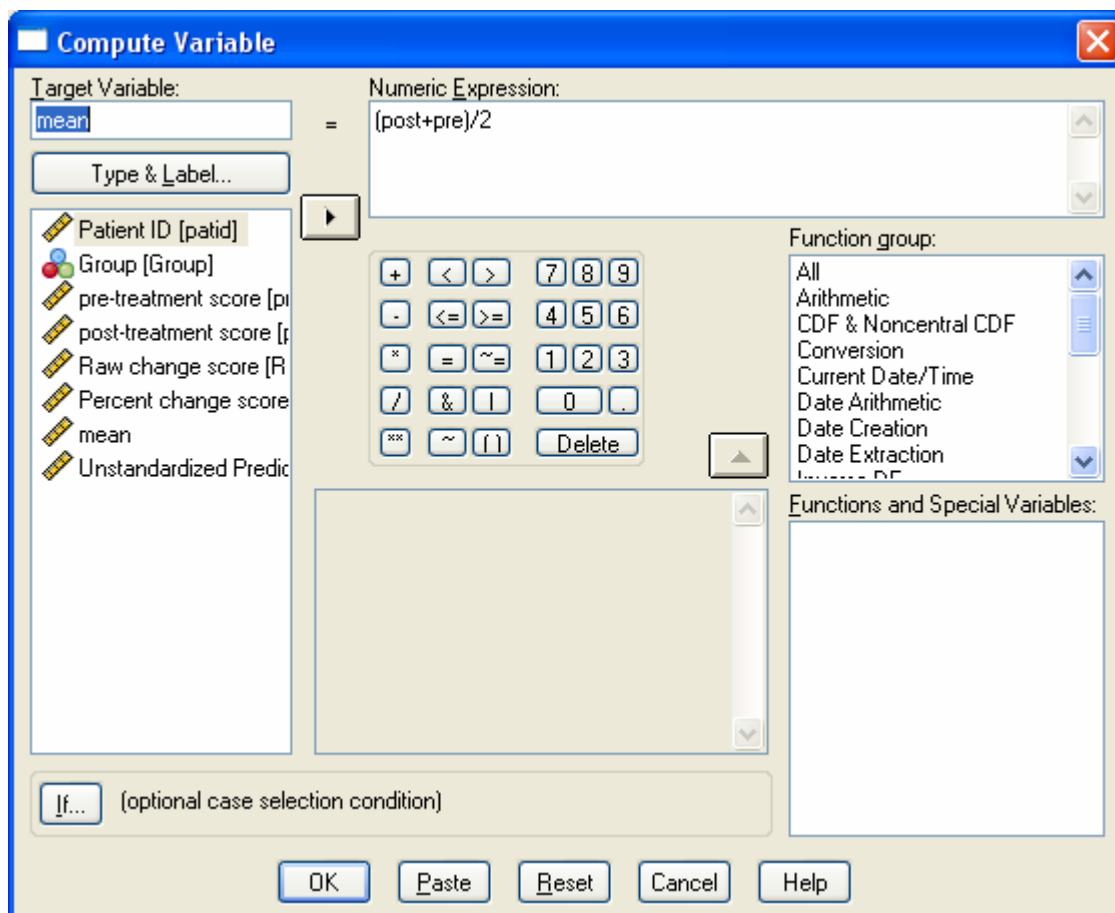 Compute Variable
Target Variable:
mean
=
Numeric Expression:
(post+pre)/2
Type & Label...
Patient ID [patid]
Group [Group]
pre-treatment score [pr
post-treatment score [p
Raw change score [R
Percent change score
mean
Unstandardized Predic
+ < > 7 8 9
- <= >= 4 5 6
* = ~= 1 2 3
/ & | 0 .
** ~ ( ) Delete
Function group:
All
Arithmetic
CDF & Noncentral CDF
Conversion
Current Date/Time
Date Arithmetic
Date Creation
Date Extraction
Inverse DF
Functions and Special Variables:
If... (optional case selection condition)
OK Paste Reset Cancel Help